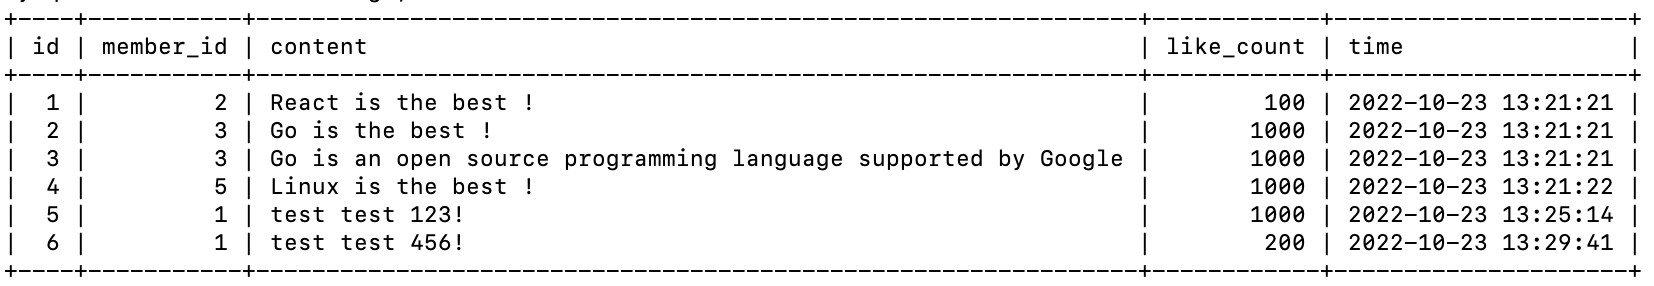 +----+-----------+---------------------------------------------------------------+------------+---------------------+
| id | member_id | content                                                       | like_count | time                |
+----+-----------+---------------------------------------------------------------+------------+---------------------+
|  1 |         2 | React is the best !                                           |        100 | 2022-10-23 13:21:21 |
|  2 |         3 | Go is the best !                                              |       1000 | 2022-10-23 13:21:21 |
|  3 |         3 | Go is an open source programming language supported by Google |       1000 | 2022-10-23 13:21:21 |
|  4 |         5 | Linux is the best !                                           |       1000 | 2022-10-23 13:21:22 |
|  5 |         1 | test test 123!                                                |       1000 | 2022-10-23 13:25:14 |
|  6 |         1 | test test 456!                                                |        200 | 2022-10-23 13:29:41 |
+----+-----------+---------------------------------------------------------------+------------+---------------------+